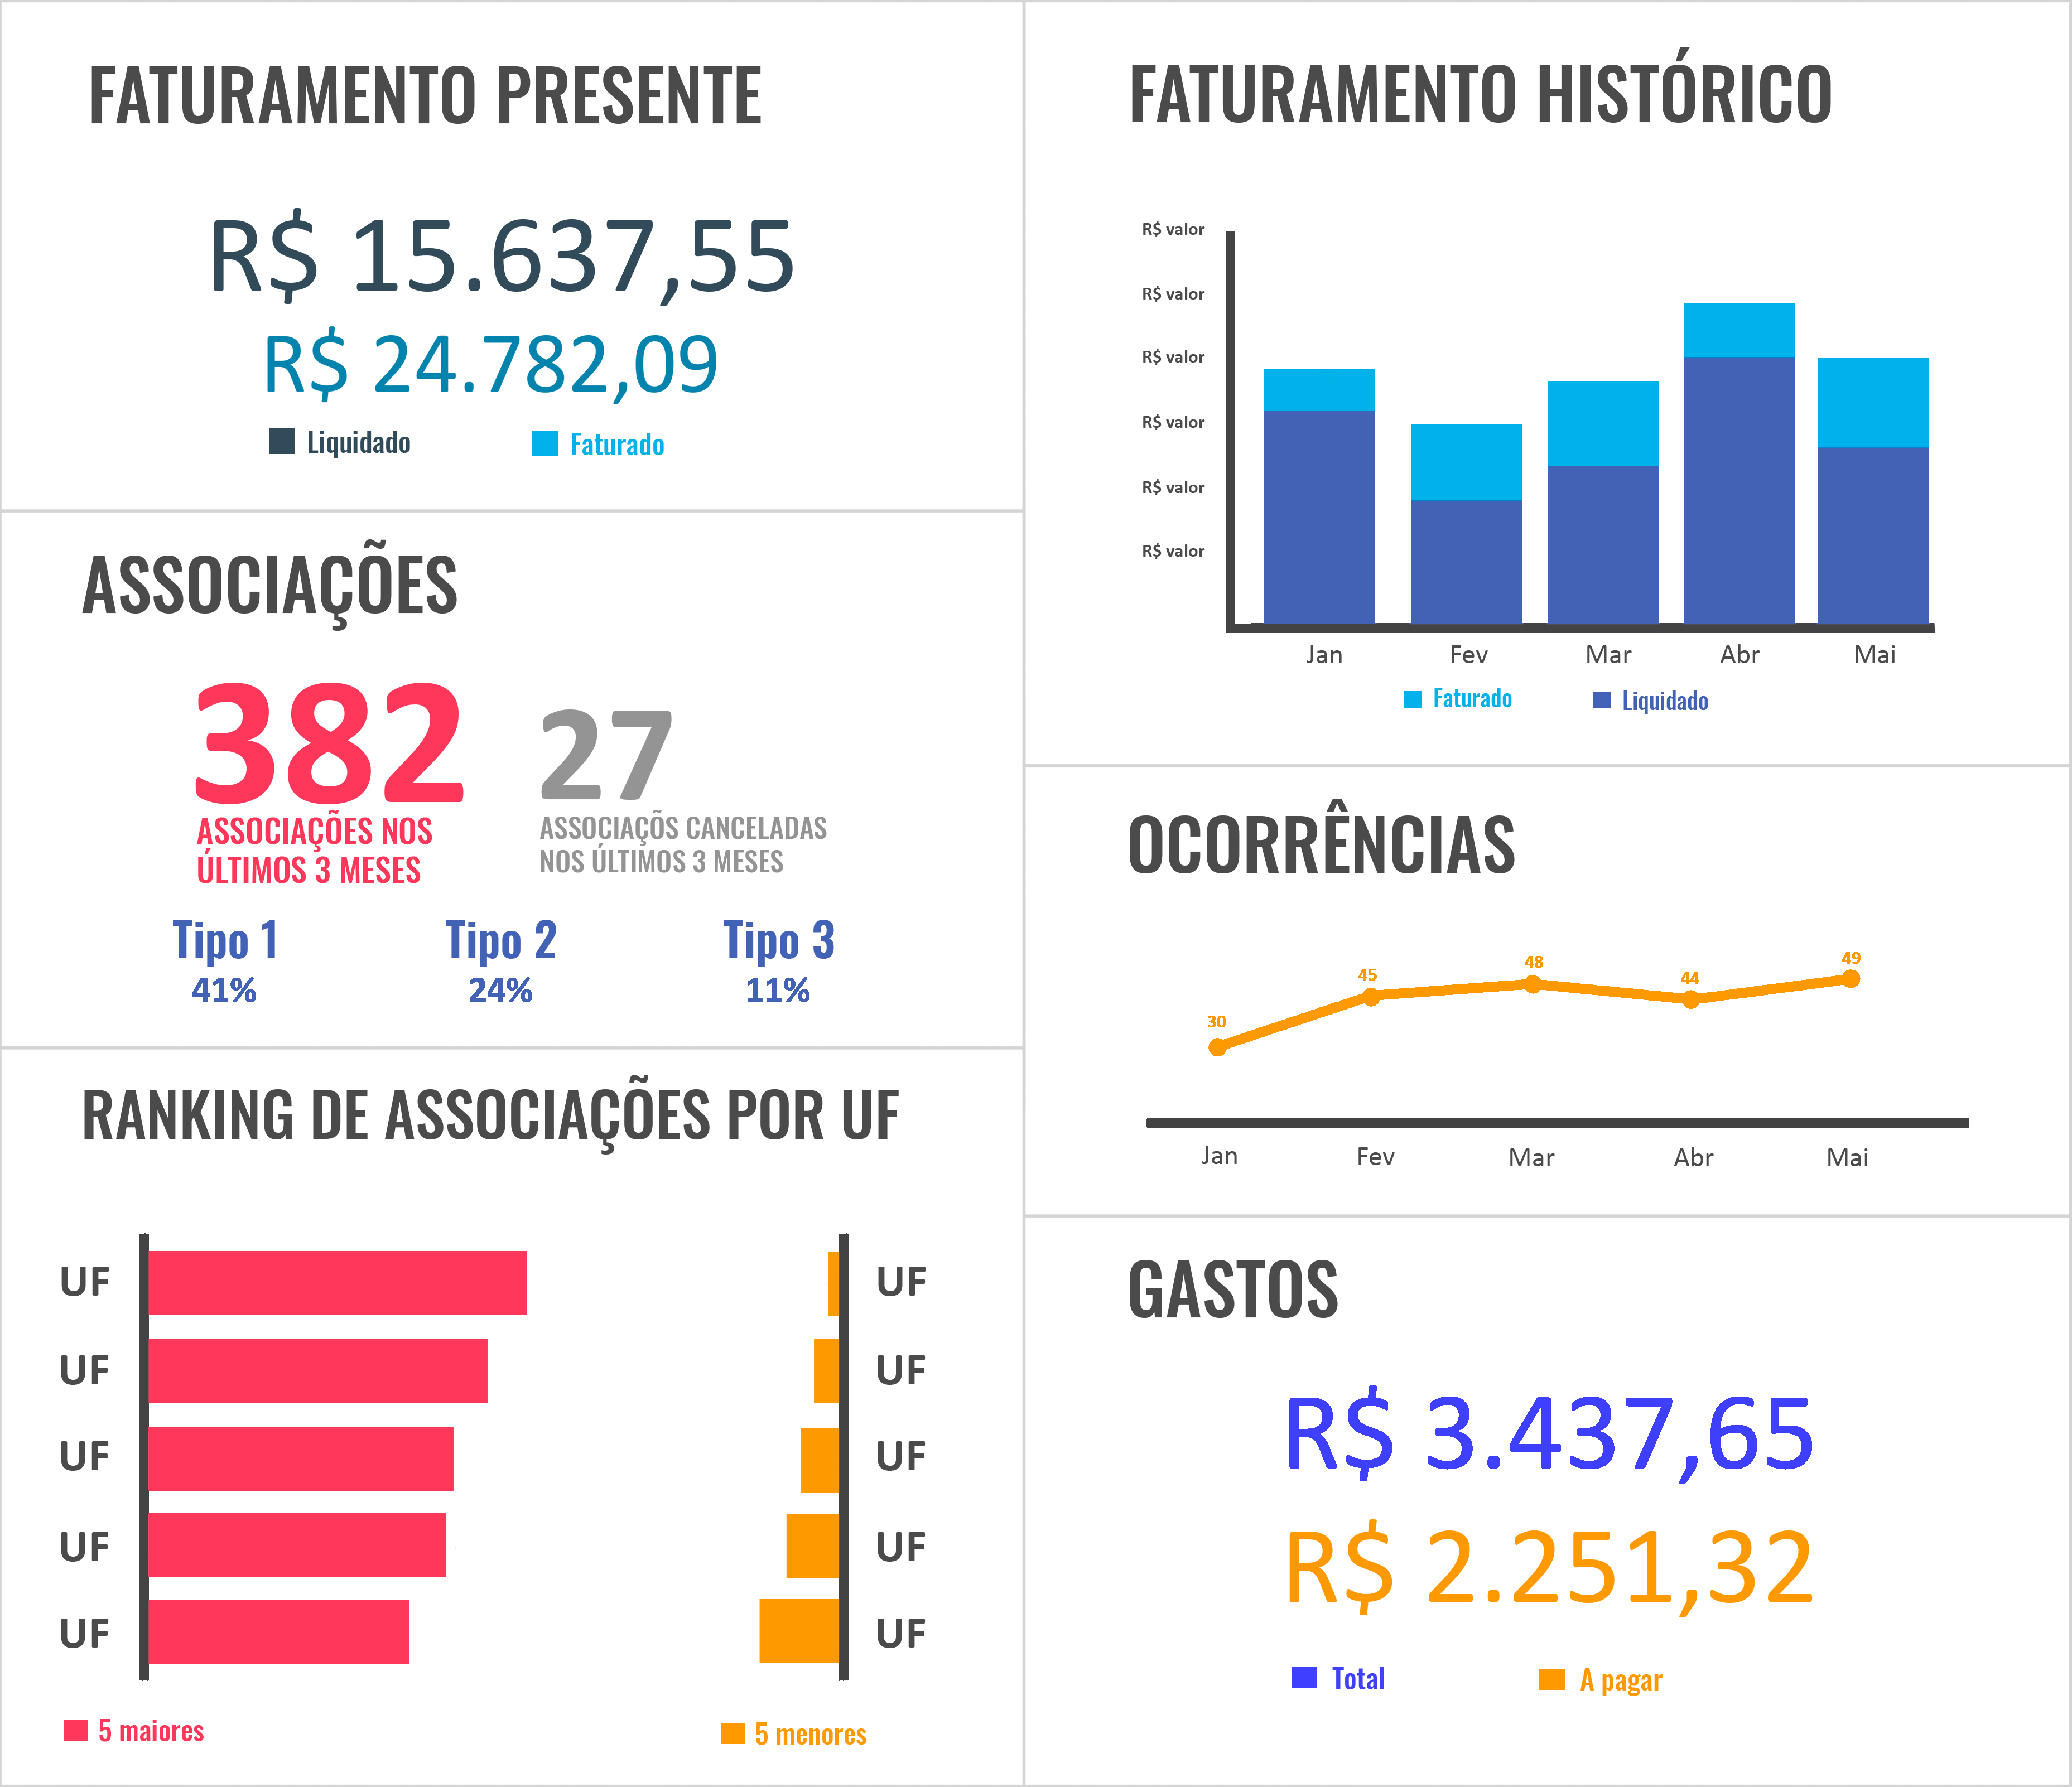 FATURAMENTO PRESENTE
R$ 15.637,55
R$ 24.782,09
Liquidado Faturado
ASSOCIAÇÕES
382 27
ASSOCIAÇÕES NOS
ÚLTIMOS 3 MESES
ASSOCIAÇÕS CANCELADAS
NOS ÚLTIMOS 3 MESES
Tipo 1 Tipo 2 Tipo 3
41% 24% 11%
RANKING DE ASSOCIAÇÕES POR UF
UF UF
UF UF
UF UF
UF UF
UF UF
5 maiores 5 menores
FATURAMENTO HISTÓRICO
R$ valor
R$ valor
R$ valor
R$ valor
R$ valor
R$ valor
Jan Fev Mar Abr Mai
Faturado Liquidado
OCORRÊNCIAS
30 45 48 44 49
Jan Fev Mar Abr Mai
GASTOS
R$ 3.437,65
R$ 2.251,32
Total A pagar